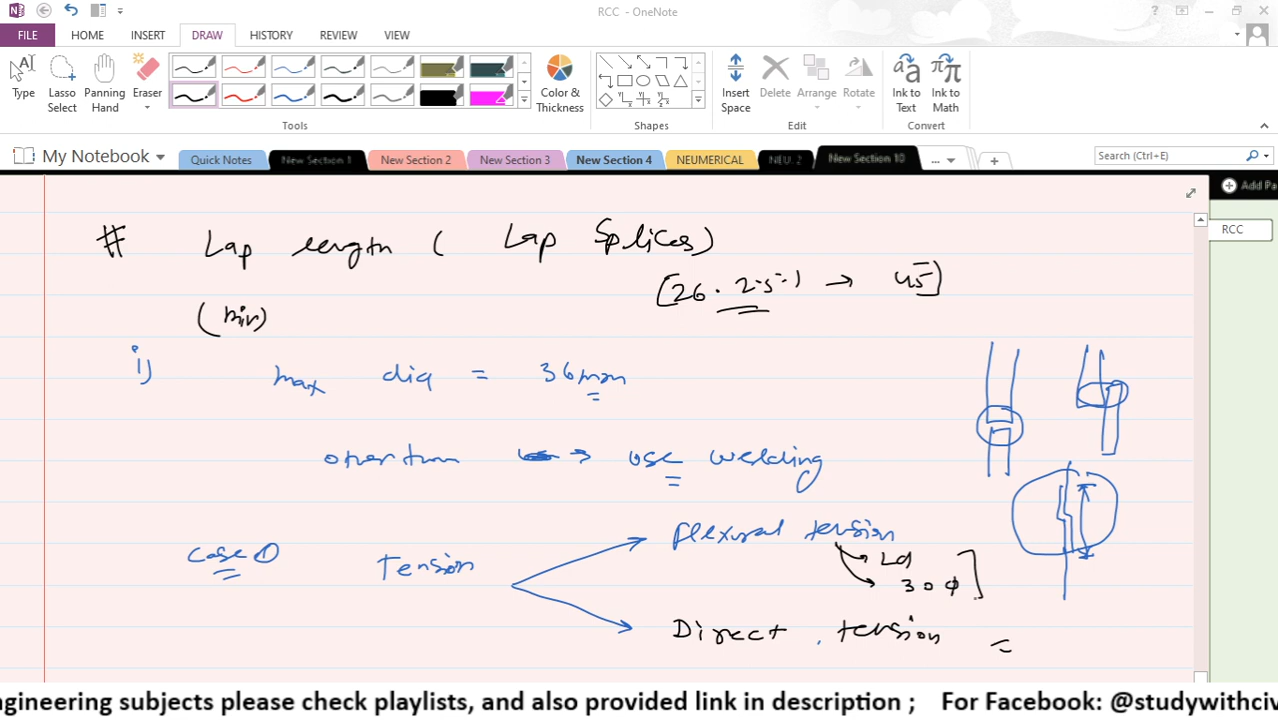 RCC - OneNote
FILE HOME INSERT DRAW HISTORY REVIEW VIEW
Type Lasso Select Panning Hand Eraser Color & Thickness Insert Space Delete Arrange Rotate Ink to Text Ink to Math
Tools Shapes Edit Convert
My Notebook Quick Notes New Section 1 New Section 2 New Section 3 New Section 4 NEUMERICAL NEU. 2 New Section 10 ... + Search (Ctrl+E)
Add Pa
RCC
# Lap length ( Lap Splices)
[26.2.5.1 → 45]
(min)
i) max dia = 36mm
otherwise → use welding
case ① Tension
flexural tension
Ld
30 ϕ
Direct tension =
ngineering subjects please check playlists, and also provided link in description ; For Facebook: @studywithciv